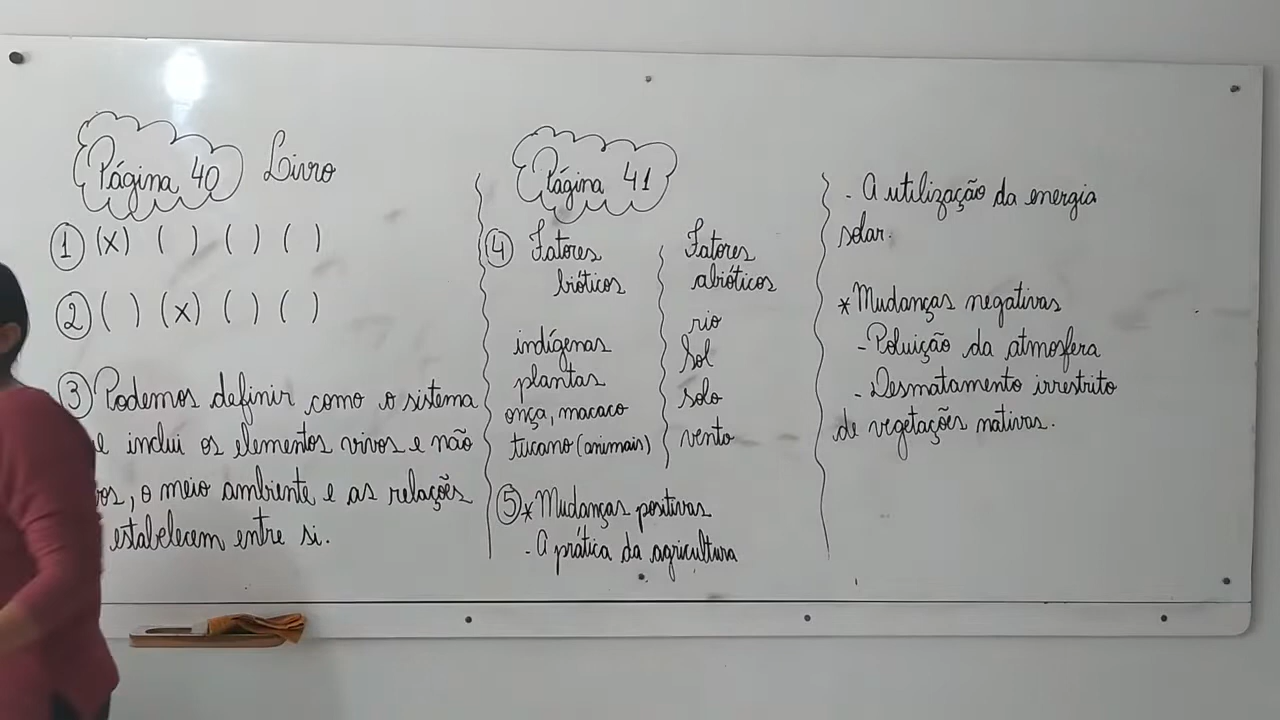 Página 40 Livro
1 (x) ( ) ( ) ( )
2 ( ) (x) ( ) ( )
3 Podemos definir como o sistema
e inclui os elementos vivos e não
os, o meio ambiente e as relações
estabelecem entre si.
Página 41
4 Fatores
bióticos
indígenas
plantas
onça, macaco
tucano (animais)
Fatores
abióticos
rio
Sol
solo
vento
5 * Mudanças positivas
- A prática da agricultura
- A utilização da energia
solar.
* Mudanças negativas
- Poluição da atmosfera
- Desmatamento irrestrito
de vegetações nativas.